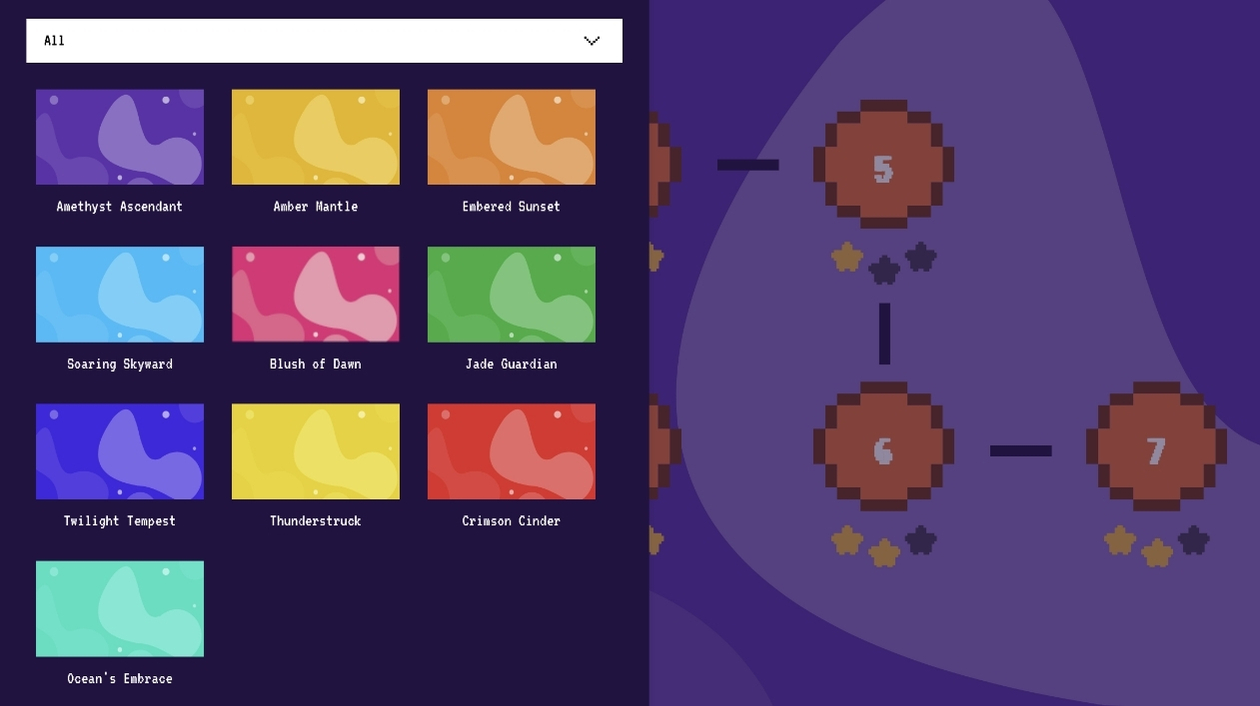 All
Amethyst Ascendant
Amber Mantle
Embered Sunset
Soaring Skyward
Blush of Dawn
Jade Guardian
Twilight Tempest
Thunderstruck
Crimson Cinder
Ocean's Embrace
5
6
7